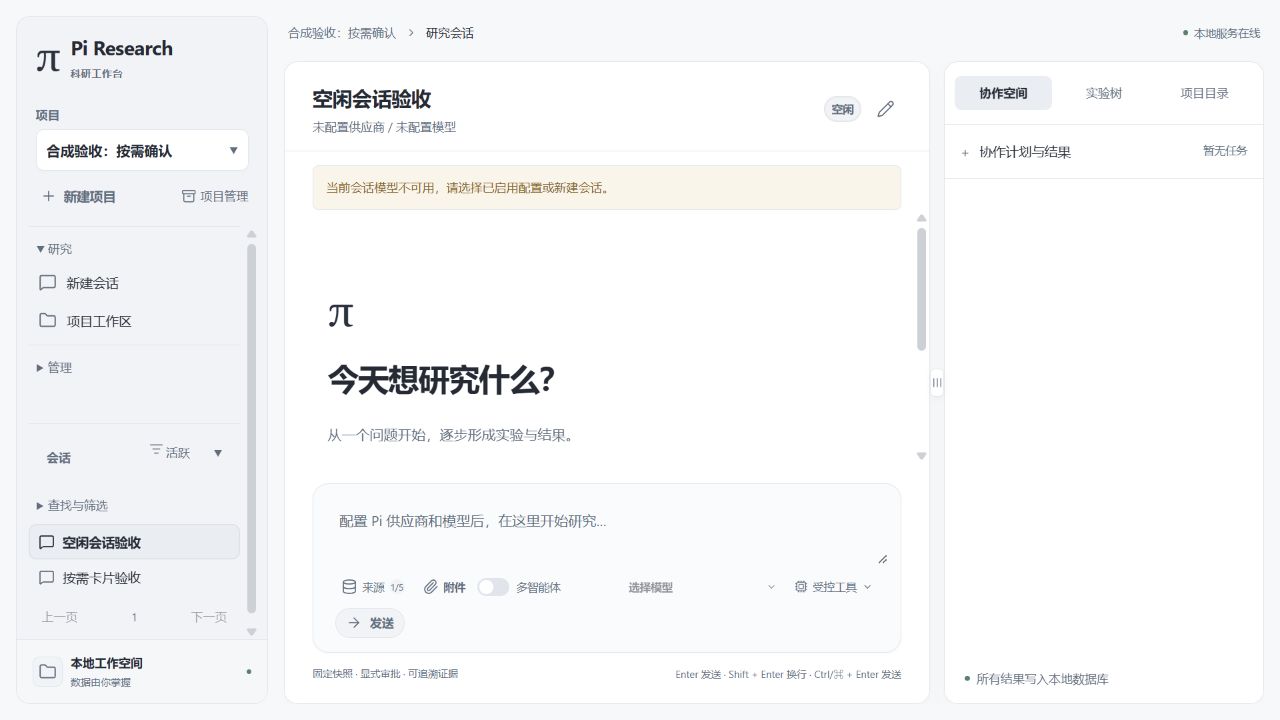 π Pi Research
科研工作台
项目
合成验收：按需确认
新建项目
项目管理
研究
新建会话
项目工作区
管理
会话
活跃
查找与筛选
空闲会话验收
按需卡片验收
上一页 1 下一页
本地工作空间
数据由你掌握
合成验收：按需确认 › 研究会话
本地服务在线
空闲会话验收
未配置供应商 / 未配置模型
空闲
当前会话模型不可用，请选择已启用配置或新建会话。
π
今天想研究什么？
从一个问题开始，逐步形成实验与结果。
配置 Pi 供应商和模型后，在这里开始研究...
来源 1/5 附件 多智能体 选择模型 受控工具
发送
固定快照 · 显式审批 · 可追溯证据
Enter 发送 · Shift + Enter 换行 · Ctrl/⌘ + Enter 发送
协作空间 实验树 项目目录
+ 协作计划与结果 暂无任务
所有结果写入本地数据库